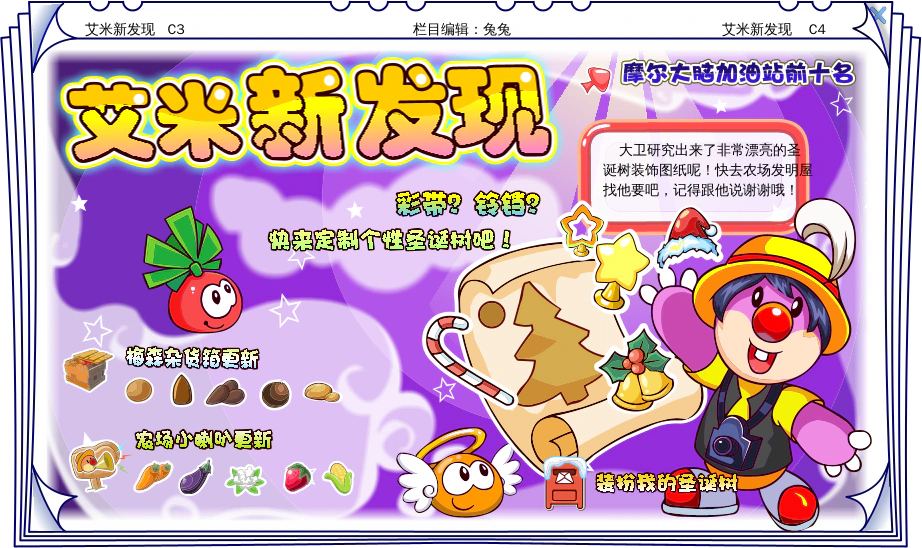 艾米新发现 C3
栏目编辑：兔兔
艾米新发现 C4
艾米新发现
摩尔大脑加油站前十名
大卫研究出来了非常漂亮的圣
诞树装饰图纸呢！快去农场发明屋
找他要吧，记得跟他说谢谢哦！
彩带？铃铛？
快来定制个性圣诞树吧！
梅森杂货箱更新
农场小喇叭更新
装扮我的圣诞树